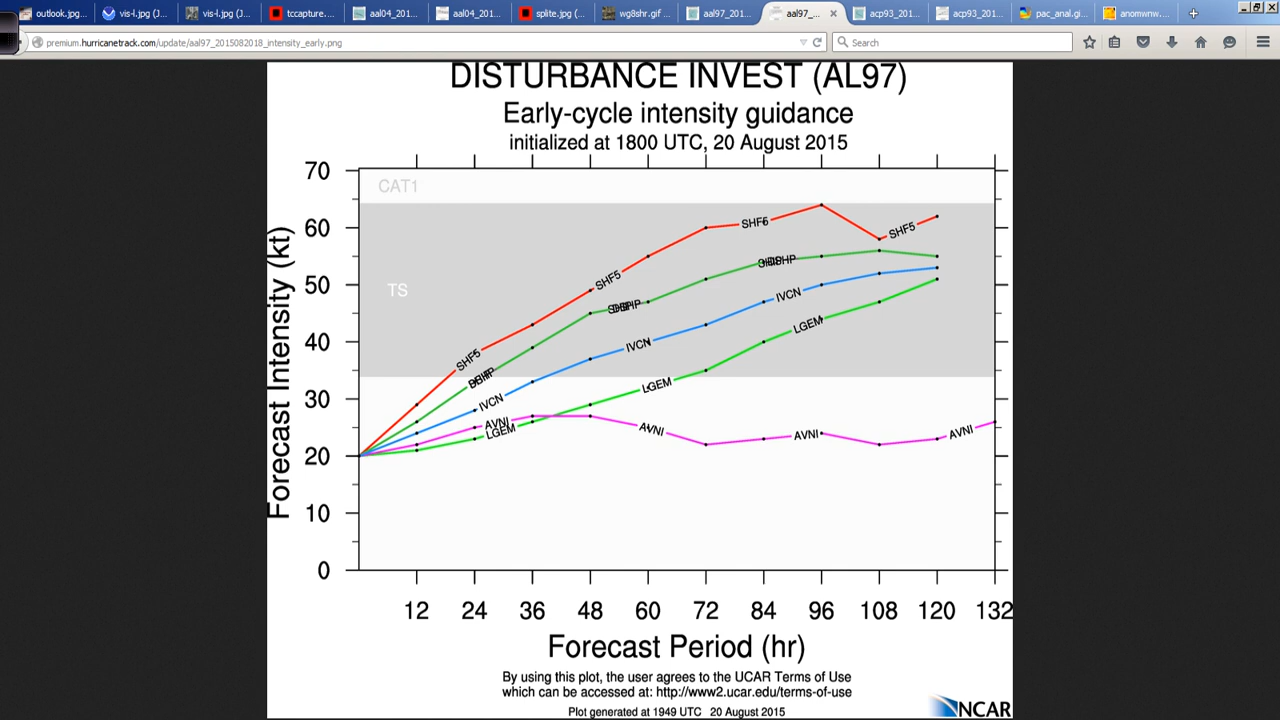 outlook.jpg...
vis-l.jpg (J...
vis-l.jpg (J...
tccapture....
aal04_201...
aal04_201...
splite.jpg (...
wg8shr.gif ...
aal97_201...
aal97_...
acp93_201...
acp93_201...
pac_anal.gi...
anomwnw....
premium.hurricanetrack.com/update/aal97_2015082018_intensity_early.png
Search
DISTURBANCE INVEST (AL97)
Early-cycle intensity guidance
initialized at 1800 UTC, 20 August 2015
Forecast Intensity (kt)
70
60
50
40
30
20
10
0
CAT1
TS
SHF5
SHF5
SHF5
SHF5
IVCN
IVCN
IVCN
LGEM
LGEM
LGEM
AVNI
AVNI
AVNI
AVNI
12 24 36 48 60 72 84 96 108 120 132
Forecast Period (hr)
By using this plot, the user agrees to the UCAR Terms of Use
which can be accessed at: http://www2.ucar.edu/terms-of-use
Plot generated at 1949 UTC 20 August 2015
NCAR